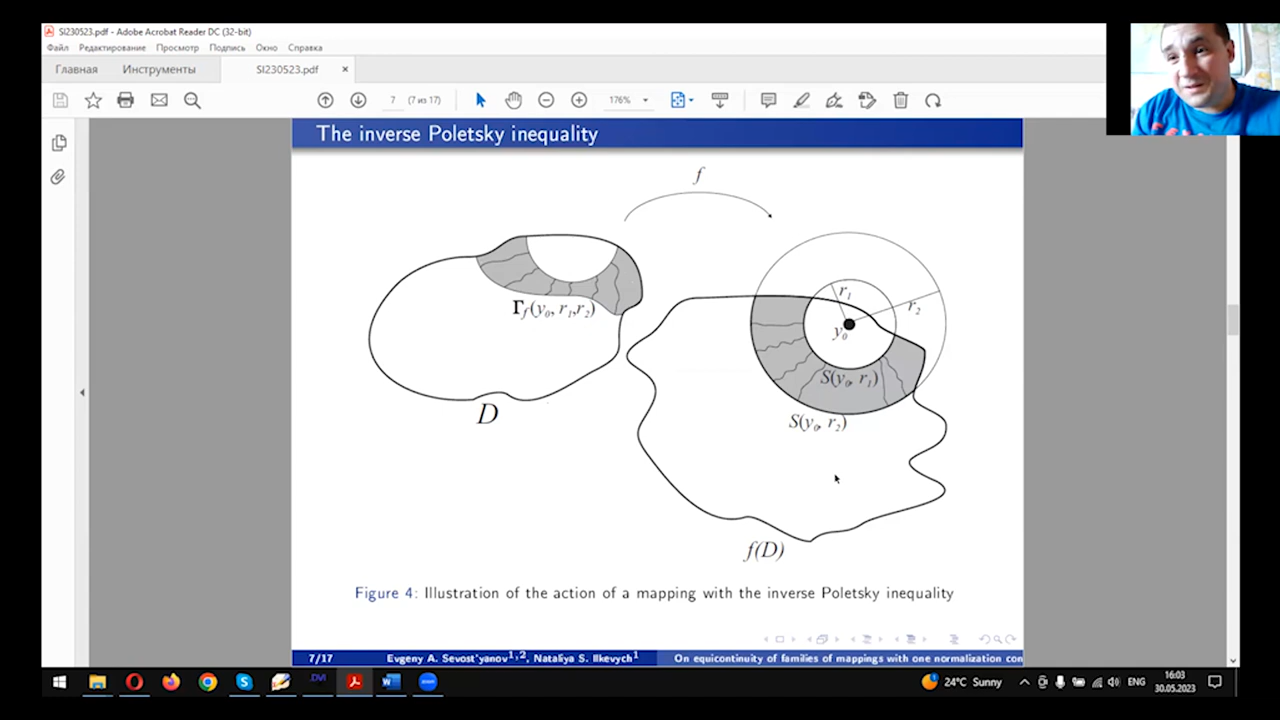 SI230523.pdf - Adobe Acrobat Reader DC (32-bit)
Файл Редактирование Просмотр Подпись Окно Справка
Главная Инструменты SI230523.pdf ×
7 (7 из 17) 176%
The inverse Poletsky inequality
f
r₁
r₂
Γf(y₀, r₁,r₂)
y₀
S(y₀, r₁)
D
S(y₀, r₂)
f(D)
Figure 4: Illustration of the action of a mapping with the inverse Poletsky inequality
7/17 Evgeny A. Sevost'yanov1,2, Nataliya S. Ilkevych1 On equicontinuity of families of mappings with one normalization con
.DVI
24°C Sunny ENG 16:03
30.05.2023